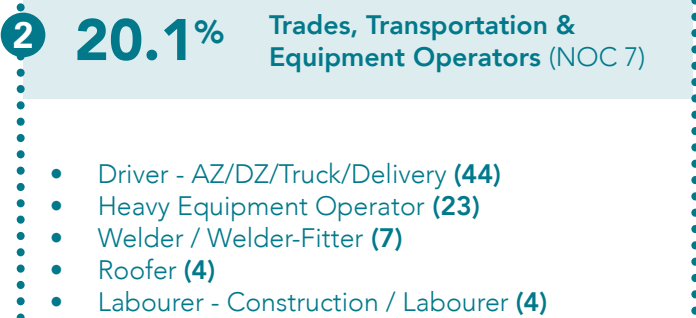 2 20.1% Trades, Transportation &
Equipment Operators (NOC 7)
• Driver - AZ/DZ/Truck/Delivery (44)
• Heavy Equipment Operator (23)
• Welder / Welder-Fitter (7)
• Roofer (4)
• Labourer - Construction / Labourer (4)